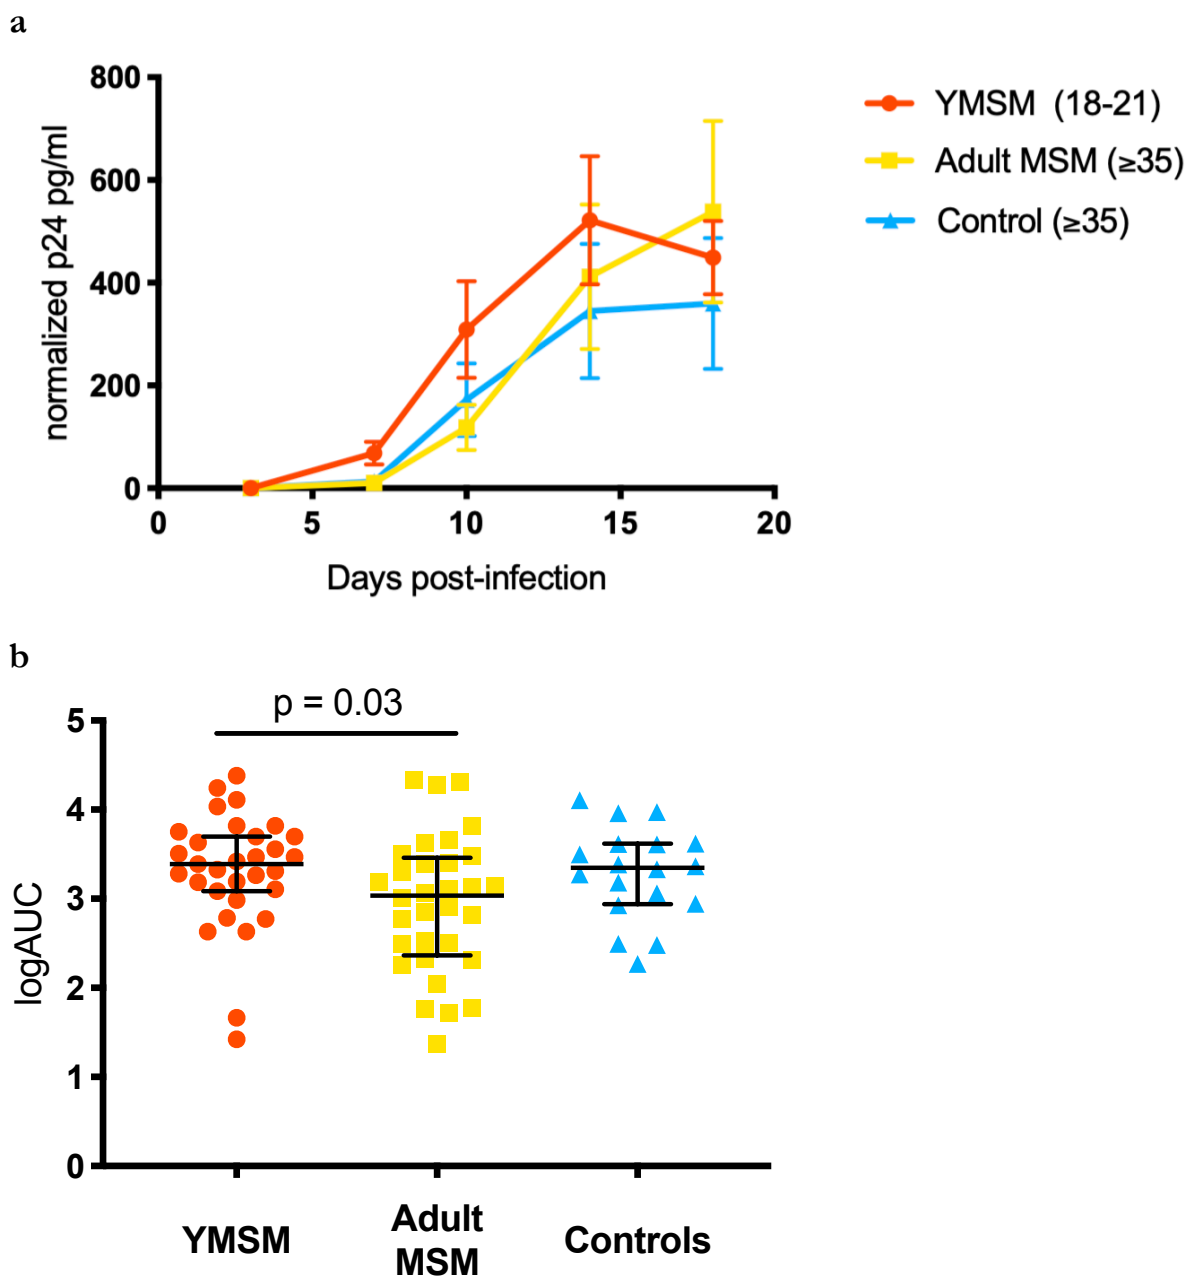 a
800
600
400
200
0
normalized p24 pg/ml
0 5 10 15 20
Days post-infection
YMSM (18-21)
Adult MSM (≥35)
Control (≥35)
b
p = 0.03
5
4
3
2
1
0
logAUC
YMSM
Adult
MSM
Controls